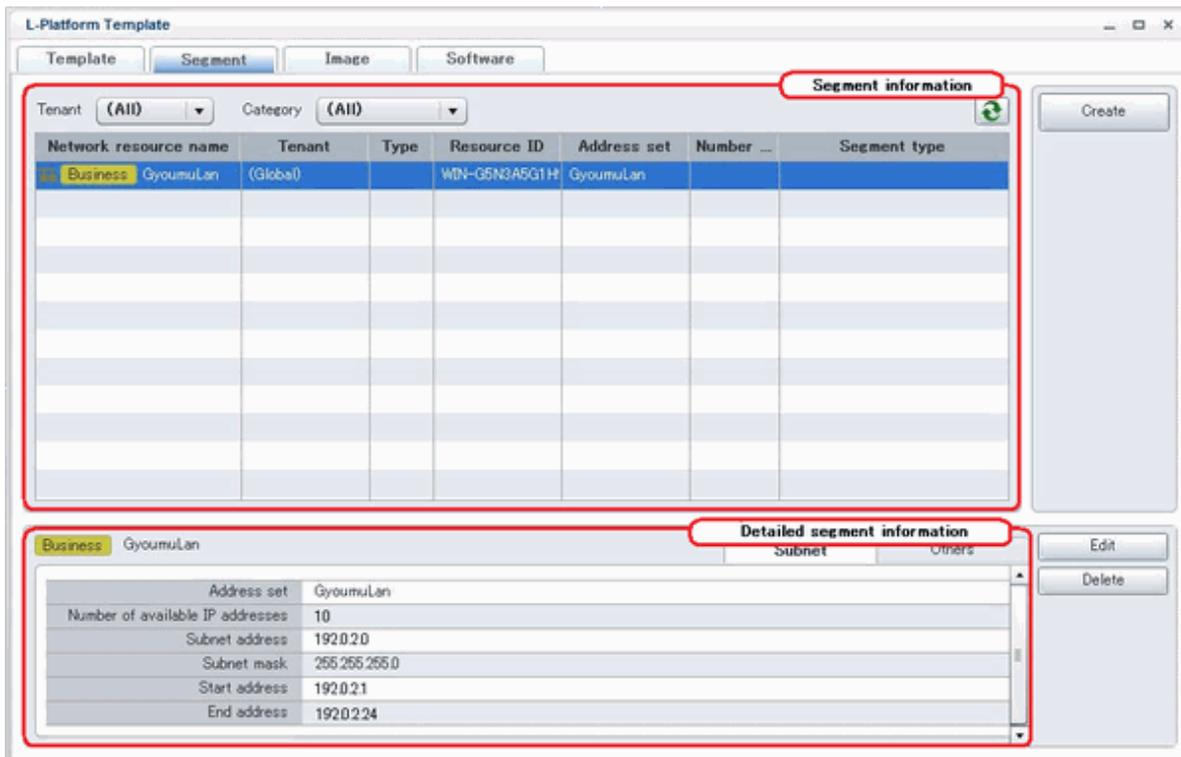 L-Platform Template
Template Segment Image Software
Segment information
Tenant (All) Category (All)
Create
Network resource name Tenant Type Resource ID Address set Number ... Segment type
Business GyoumuLan (Global) WIN-G5N3A5G1H GyoumuLan
Detailed segment information
Business GyoumuLan Subnet Others
Edit
Delete
Address set GyoumuLan
Number of available IP addresses 10
Subnet address 192.0.2.0
Subnet mask 255.255.255.0
Start address 192.0.2.1
End address 192.0.2.24